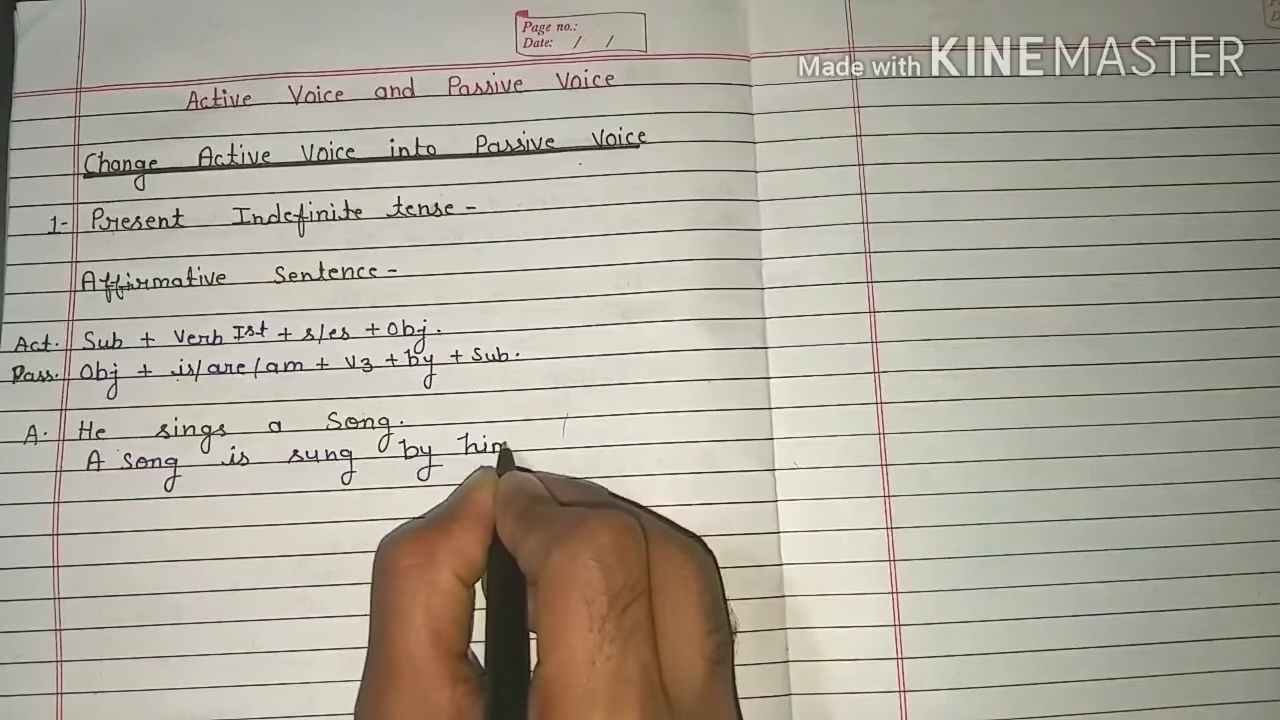 Page no.:
Date: / /
Made with KINEMASTER
Active Voice and Passive Voice
Change Active Voice into Passive Voice
1- Present Indefinite tense -
Affirmative Sentence -
Act. Sub + Verb Ist + s/es + Obj.
Pass. Obj + is/are/am + V3 + by + Sub.
A. He sings a Song.
A song is sung by him